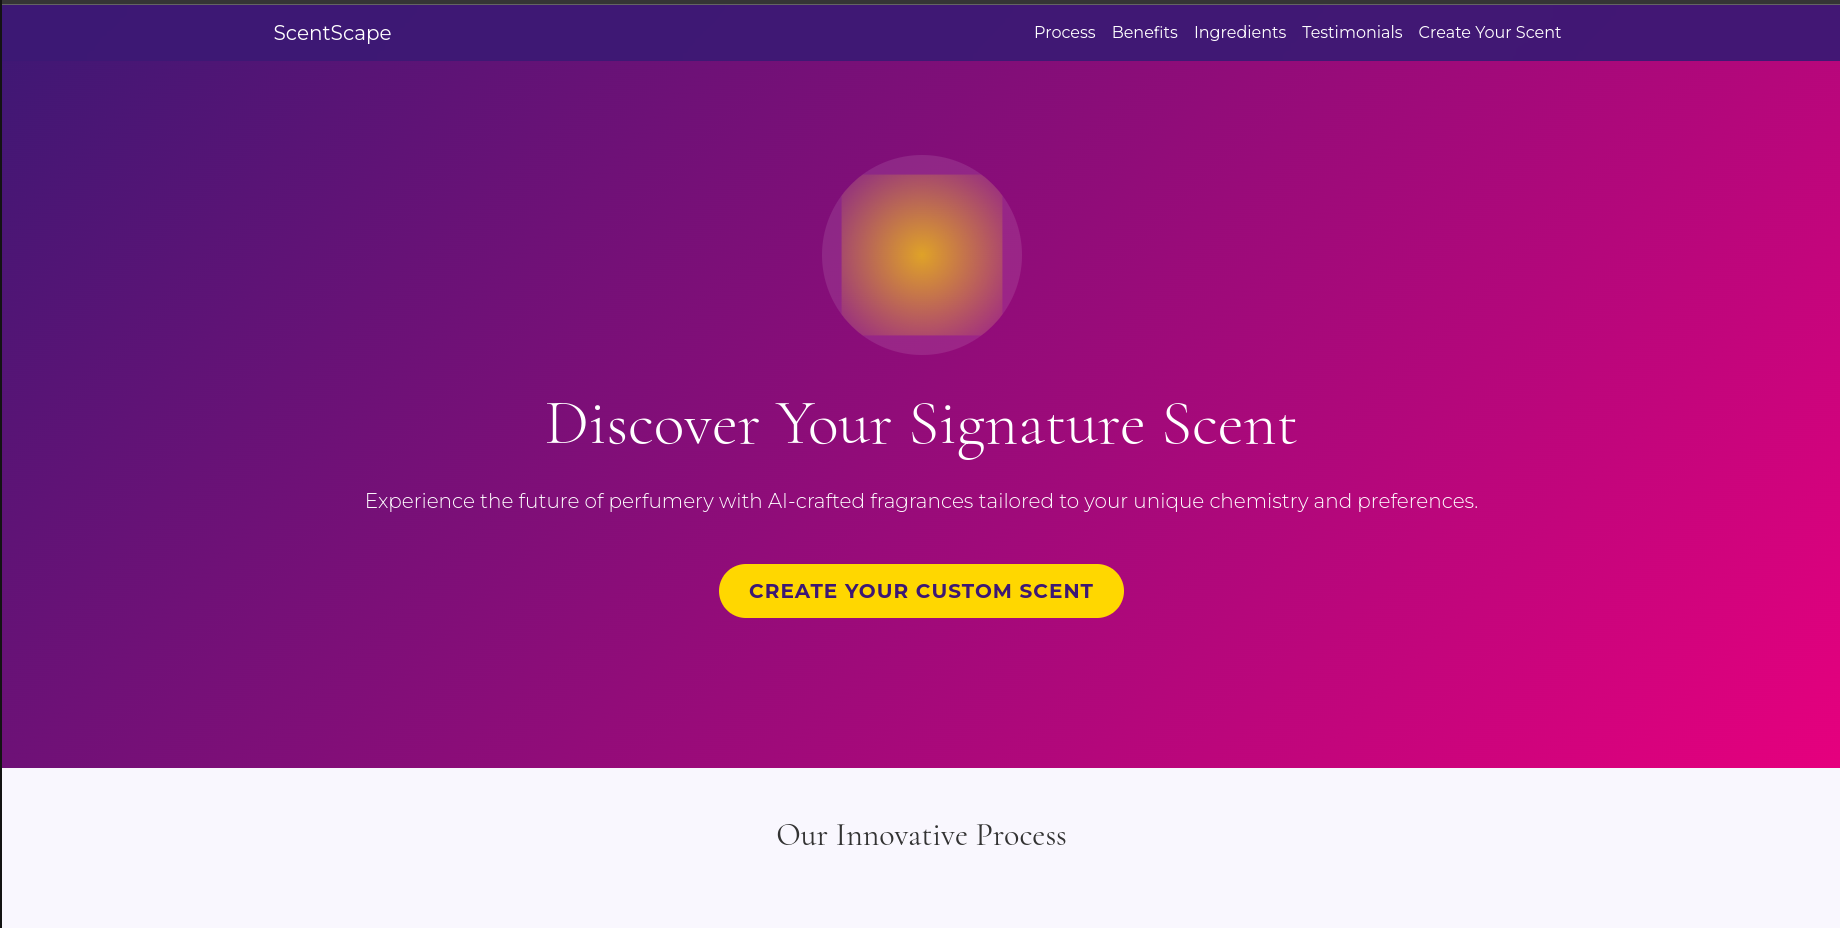 ScentScape
Process Benefits Ingredients Testimonials Create Your Scent
Discover Your Signature Scent
Experience the future of perfumery with AI-crafted fragrances tailored to your unique chemistry and preferences.
CREATE YOUR CUSTOM SCENT
Our Innovative Process